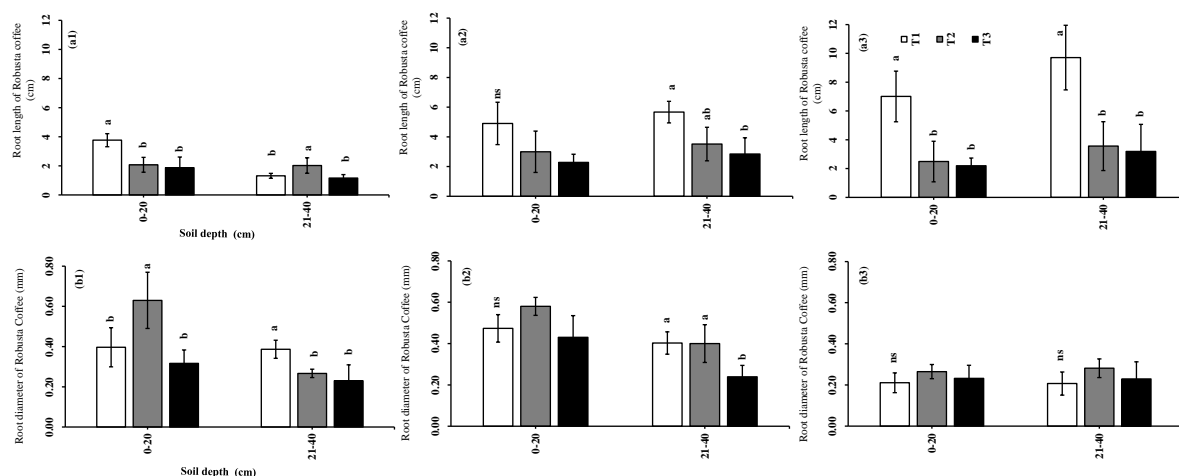 Root length of Robusta coffee
(cm)
12
10
8
6
4
2
0
(a1)
a
b
b
b
a
b
0-20
21-40
Soil depth (cm)
Root length of Robusta coffee
(cm)
12
10
8
6
4
2
0
(a2)
ns
a
ab
b
0-20
21-40
Root length of Robusta coffee
(cm)
12
10
8
6
4
2
0
(a3)
T1
T2
T3
a
b
b
a
b
b
0-20
21-40
Root diameter of Robusta Coffee (mm)
0.80
0.60
0.40
0.20
0.00
(b1)
b
a
b
a
b
b
0-20
21-40
Soil depth (cm)
Root diameter of Robusta Coffee (mm)
0.80
0.60
0.40
0.20
0.00
(b2)
ns
a
a
b
0-20
21-40
Root diameter of Robusta Coffee (mm)
0.80
0.60
0.40
0.20
0.00
(b3)
ns
ns
0-20
21-40